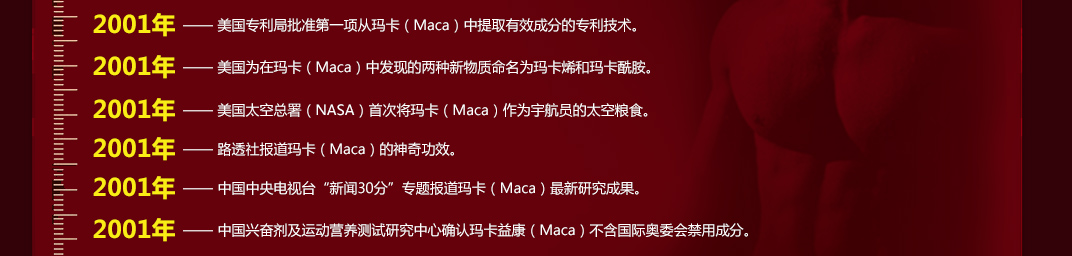 2001年 —— 美国专利局批准第一项从玛卡（Maca）中提取有效成分的专利技术。
2001年 —— 美国为在玛卡（Maca）中发现的两种新物质命名为玛卡烯和玛卡酰胺。
2001年 —— 美国太空总署（NASA）首次将玛卡（Maca）作为宇航员的太空粮食。
2001年 —— 路透社报道玛卡（Maca）的神奇功效。
2001年 —— 中国中央电视台“新闻30分”专题报道玛卡（Maca）最新研究成果。
2001年 —— 中国兴奋剂及运动营养测试研究中心确认玛卡益康（Maca）不含国际奥委会禁用成分。